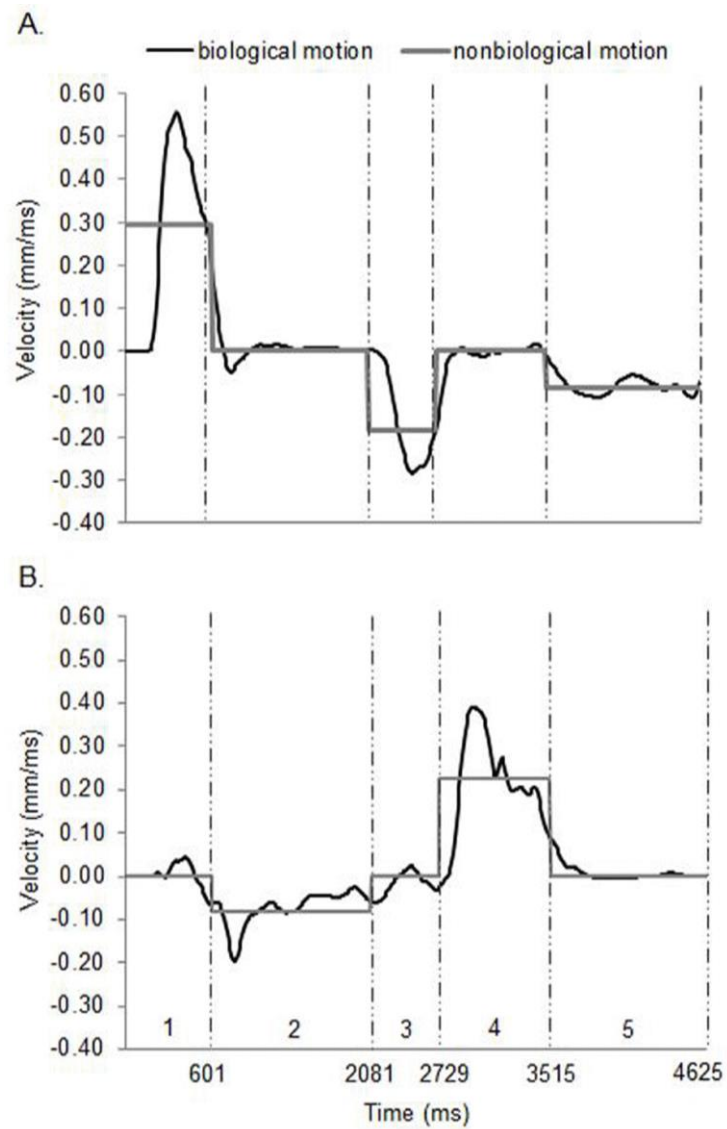 A.
biological motion nonbiological motion
0.60
0.50
0.40
0.30
0.20
0.10
0.00
-0.10
-0.20
-0.30
-0.40
Velocity (mm/ms)
B.
0.60
0.50
0.40
0.30
0.20
0.10
0.00
-0.10
-0.20
-0.30
-0.40
Velocity (mm/ms)
1 2 3 4 5
601 2081 2729 3515 4625
Time (ms)